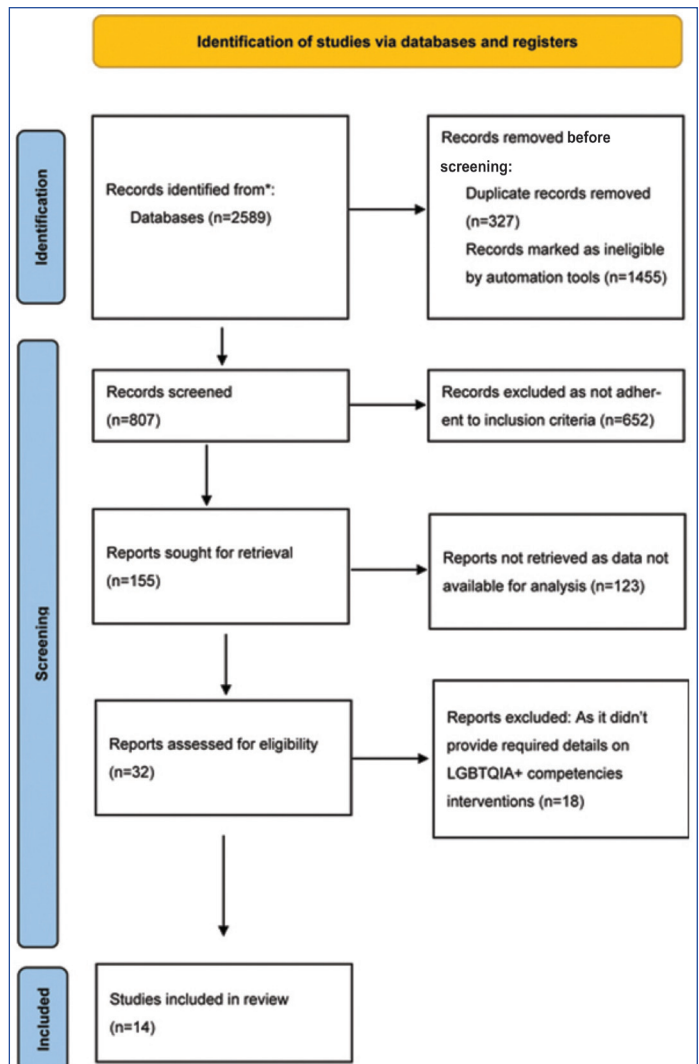 Identification of studies via databases and registers
Identification
Records identified from*:
Databases (n=2589)
Records removed before
screening:
Duplicate records removed
(n=327)
Records marked as ineligible
by automation tools (n=1455)
Screening
Records screened
(n=807)
Records excluded as not adher-
ent to inclusion criteria (n=652)
Reports sought for retrieval
(n=155)
Reports not retrieved as data not
available for analysis (n=123)
Reports assessed for eligibility
(n=32)
Reports excluded: As it didn't
provide required details on
LGBTQIA+ competencies
interventions (n=18)
Included
Studies included in review
(n=14)